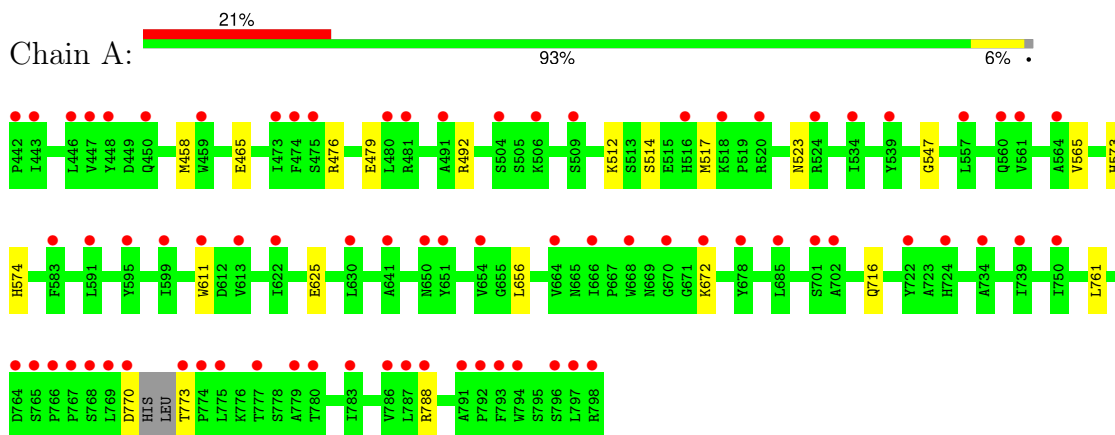 21%
Chain A:
93% 6% •
P442 I443 L446 V447 Y448 D449 Q450 M458 W459 E465 I473 F474 S475 R476 E479 L480 R481 A491 R492 S504 S505 K506 S509 K512 S513 S514 E515 H516 M517 K518 P519 R520 N523 R524 I534 Y539 G547 L557 Q560 V561 A564 V565 H573
H574 F583 L591 Y595 I599 W611 D612 V613 I622 E625 L630 A641 N650 Y651 V654 G655 L656 V664 N665 I666 P667 W668 N669 G670 G671 K672 Y678 L685 S701 A702 Q716 Y722 A723 H724 A734 I739 I750 L761
D764 S765 P766 P767 S768 L769 D770 HIS LEU T773 P774 L775 K776 T777 S778 A779 T780 I783 V786 L787 R788 A791 P792 F793 W794 S795 S796 L797 R798